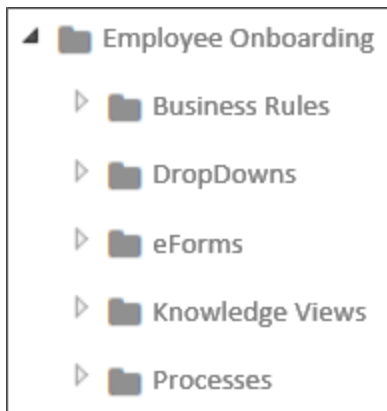 Employee Onboarding
Business Rules
DropDowns
eForms
Knowledge Views
Processes